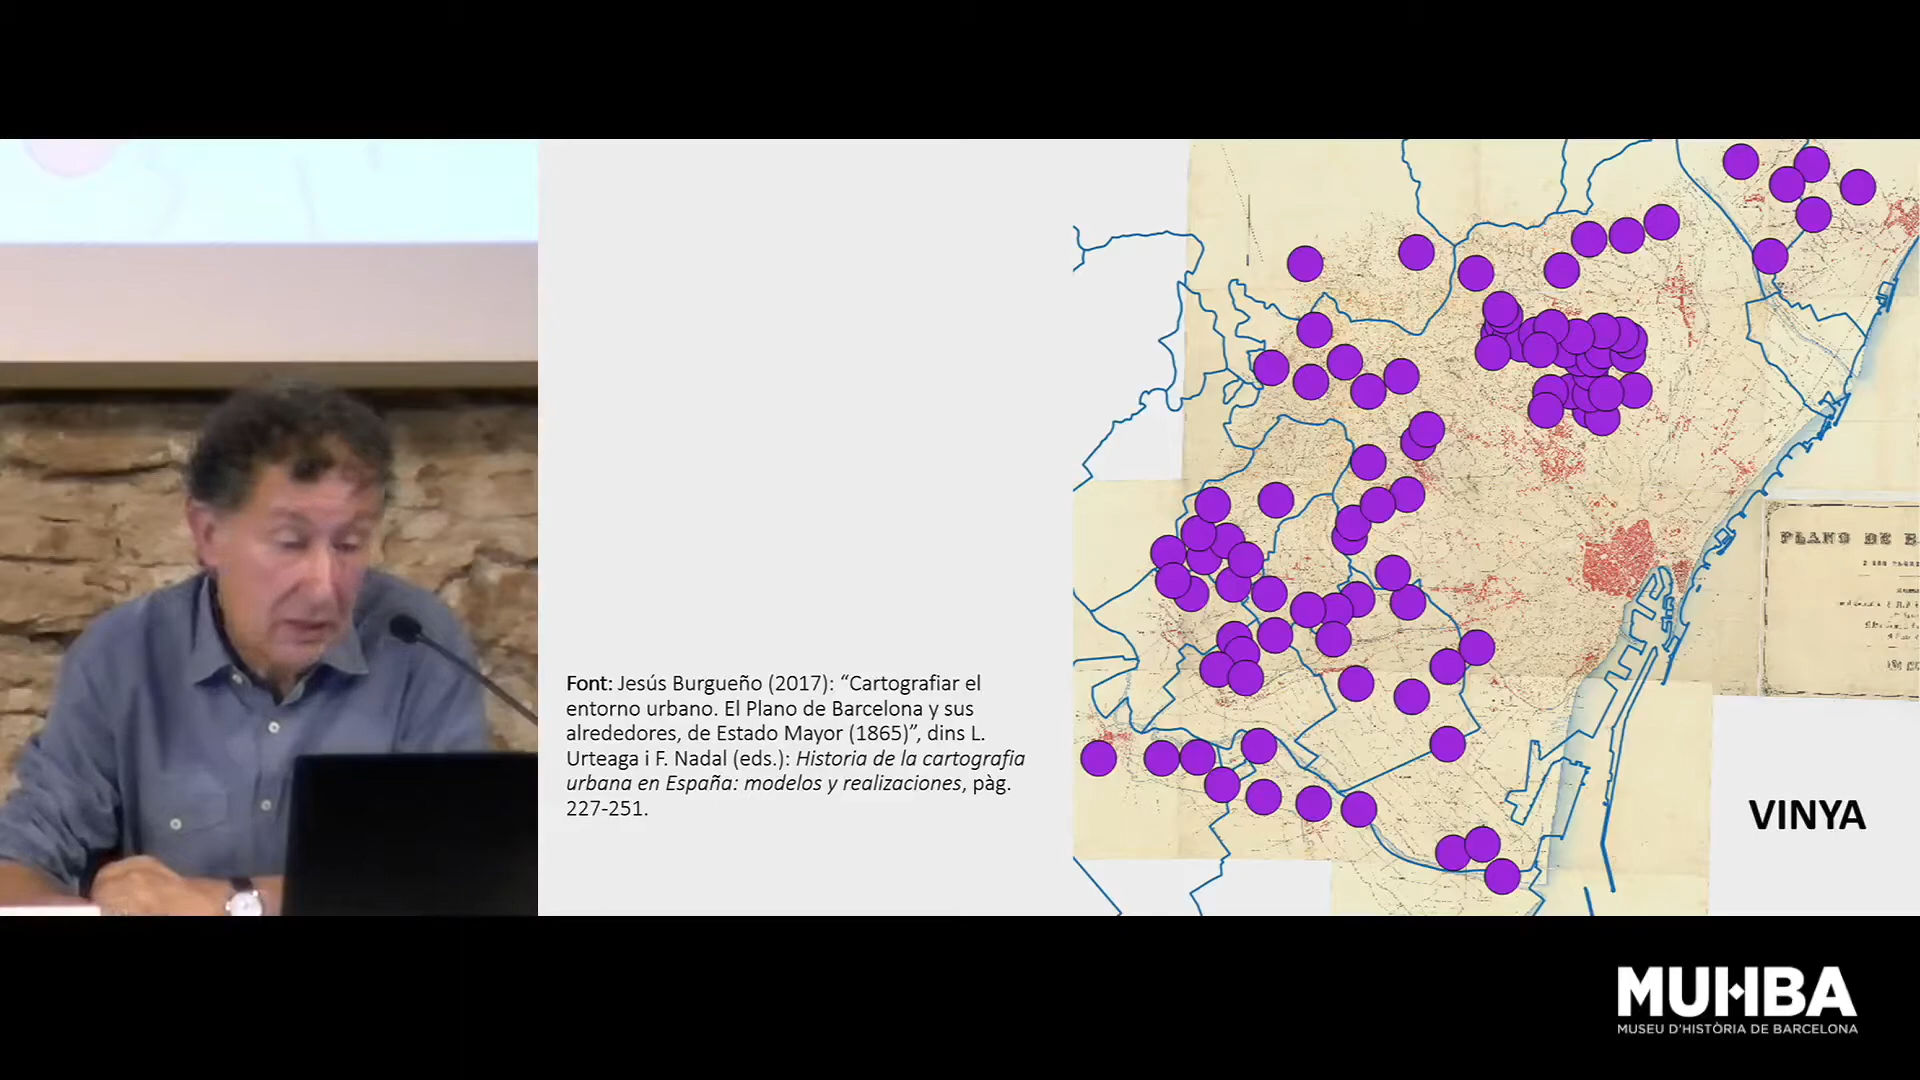 Font: Jesús Burgueño (2017): “Cartografiar el
entorno urbano. El Plano de Barcelona y sus
alrededores, de Estado Mayor (1865)”, dins L.
Urteaga i F. Nadal (eds.): Historia de la cartografia
urbana en España: modelos y realizaciones, pàg.
227-251.
PLANO DE B
VINYA
MUHBA
MUSEU D'HISTÒRIA DE BARCELONA